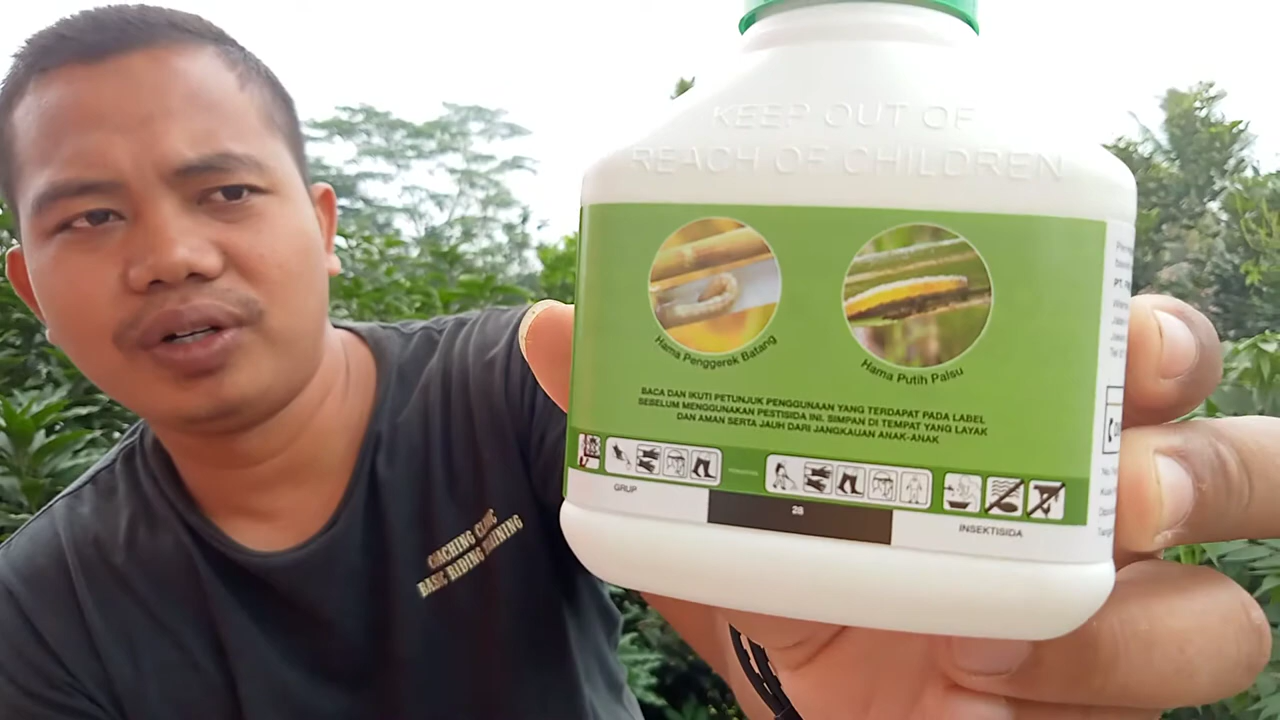 KEEP OUT OF
REACH OF CHILDREN
Hama Penggerek Batang
Hama Putih Palsu
BACA DAN IKUTI PETUNJUK PENGGUNAAN YANG TERDAPAT PADA LABEL
SEBELUM MENGGUNAKAN PESTISIDA INI. SIMPAN DI TEMPAT YANG LAYAK
DAN AMAN SERTA JAUH DARI JANGKAUAN ANAK-ANAK
GRUP
28
INSEKTISIDA
PT.
COACHING CLINIC
BASIC RIDING TRAINING